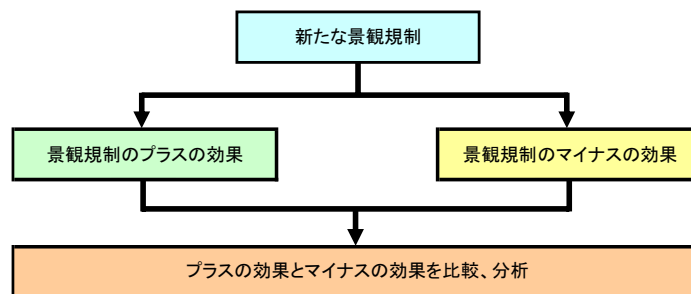 新たな景観規制
景観規制のプラスの効果
景観規制のマイナスの効果
プラスの効果とマイナスの効果を比較、分析